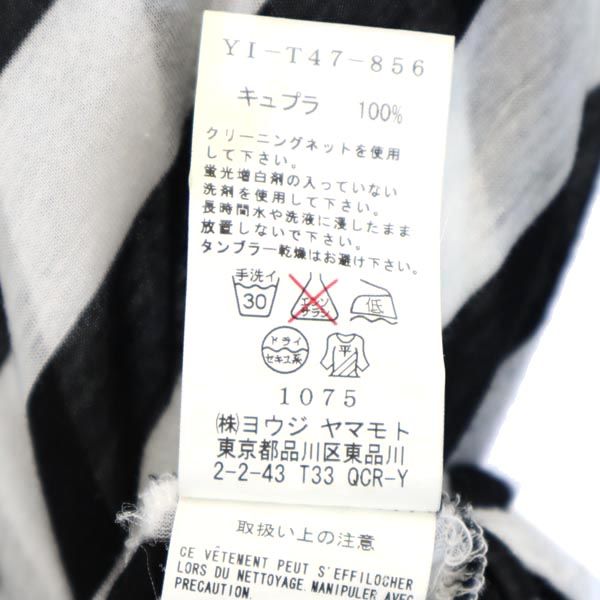 YI-T47-856
キュプラ 100%
クリーニングネットを使用
して下さい。
蛍光増白剤の入っていない
洗剤を使用して下さい。
長時間水や洗液に浸したまま
放置しないで下さい。
タンブラー乾燥はお避け下さい。
手洗イ
30
エンソ
サラシ
低
ドライ
セキユ系
平
1075
(株)ヨウジ ヤマモト
東京都品川区東品川
2-2-43 T33 QCR-Y
取扱い上の注意
CE VÊTEMENT PEUT S'EFFILOCHER
LORS DU NETTOYAGE. MANIPULER AVEC
PRECAUTION.